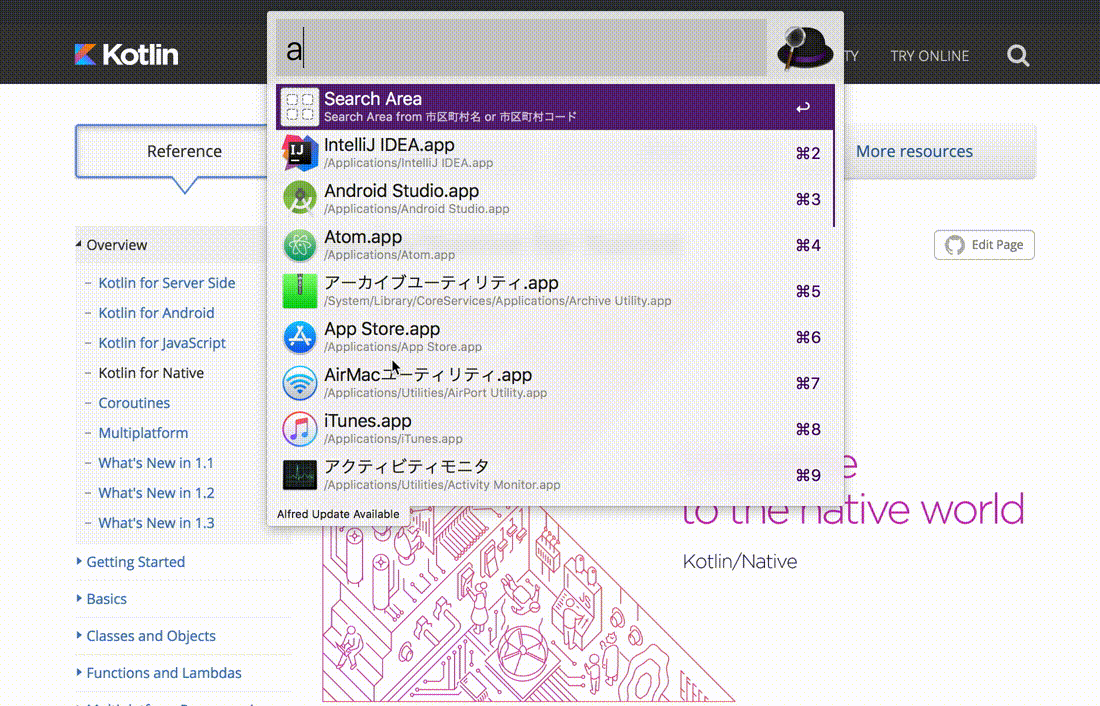 Kotlin
a
TY
TRY ONLINE
Search Area
Search Area from 市区町村名 or 市区町村コード
IntelliJ IDEA.app
/Applications/IntelliJ IDEA.app
⌘2
Android Studio.app
/Applications/Android Studio.app
⌘3
Atom.app
/Applications/Atom.app
⌘4
アーカイブユーティリティ.app
/System/Library/CoreServices/Applications/Archive Utility.app
⌘5
App Store.app
/Applications/App Store.app
⌘6
AirMacユーティリティ.app
/Applications/Utilities/AirPort Utility.app
⌘7
iTunes.app
/Applications/iTunes.app
⌘8
アクティビティモニタ
/Applications/Utilities/Activity Monitor.app
⌘9
Alfred Update Available
Reference
More resources
Edit Page
Overview
Kotlin for Server Side
Kotlin for Android
Kotlin for JavaScript
Kotlin for Native
Coroutines
Multiplatform
What's New in 1.1
What's New in 1.2
What's New in 1.3
Getting Started
Basics
Classes and Objects
Functions and Lambdas
to the native world
Kotlin/Native